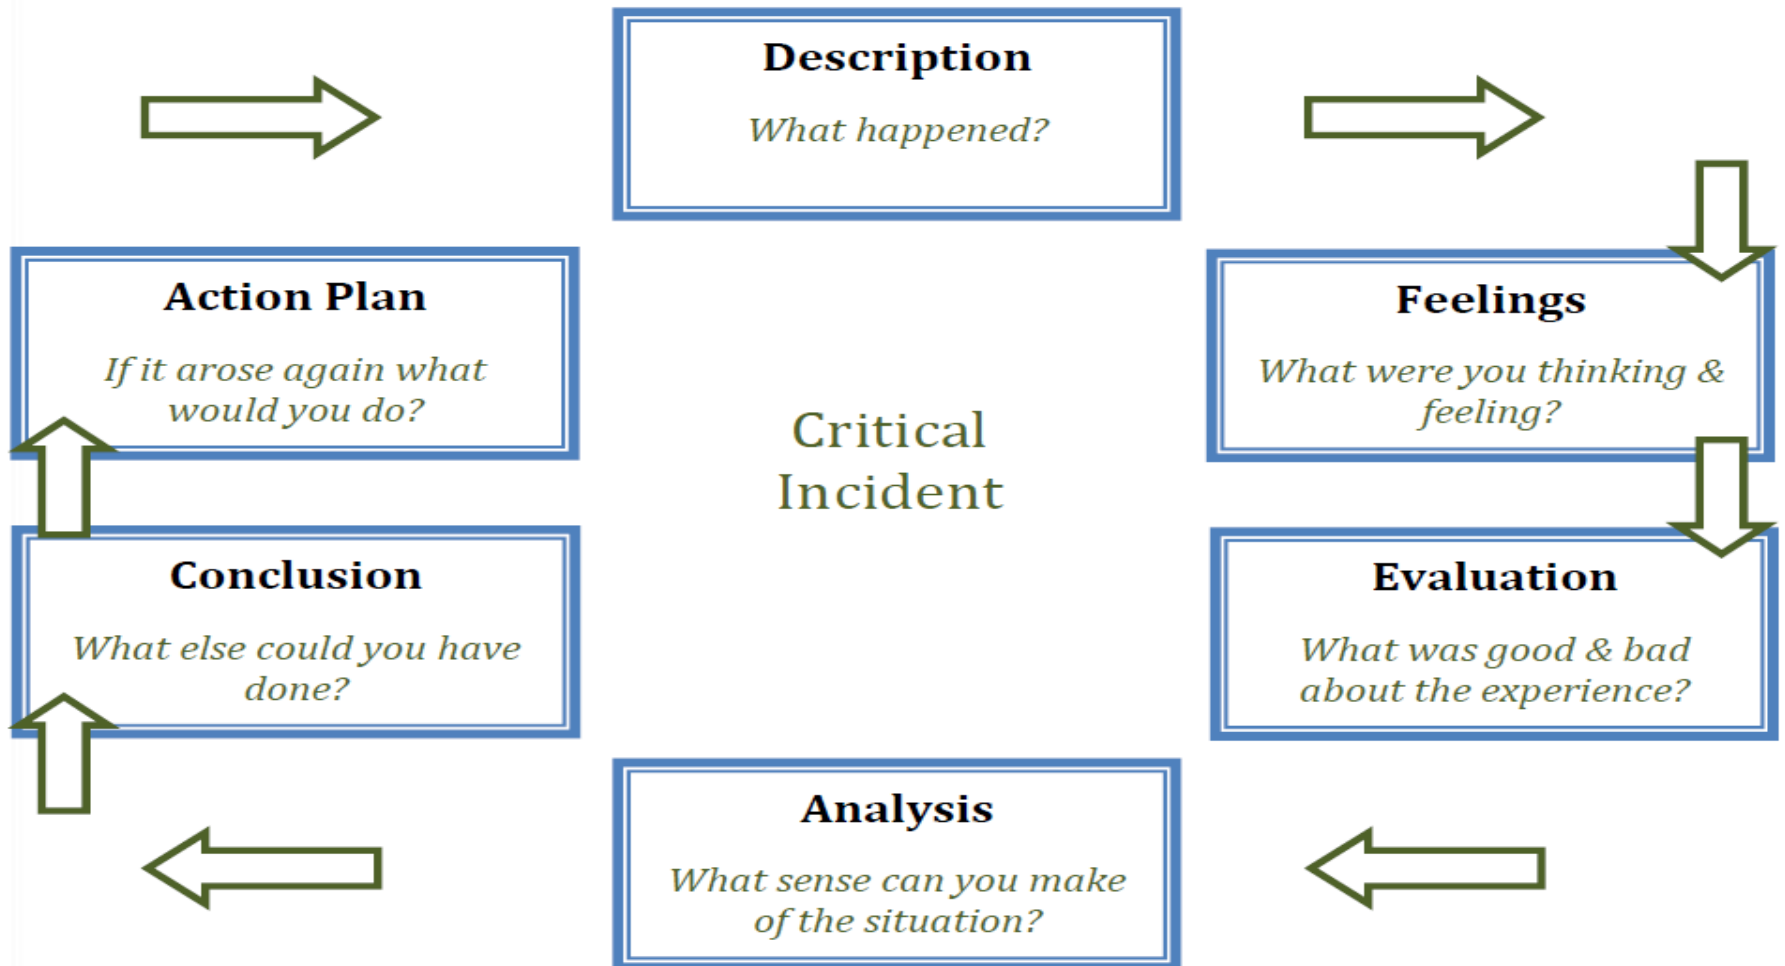 Description
What happened?
Feelings
What were you thinking &
feeling?
Evaluation
What was good & bad
about the experience?
Analysis
What sense can you make
of the situation?
Conclusion
What else could you have
done?
Action Plan
If it arose again what
would you do?
Critical
Incident